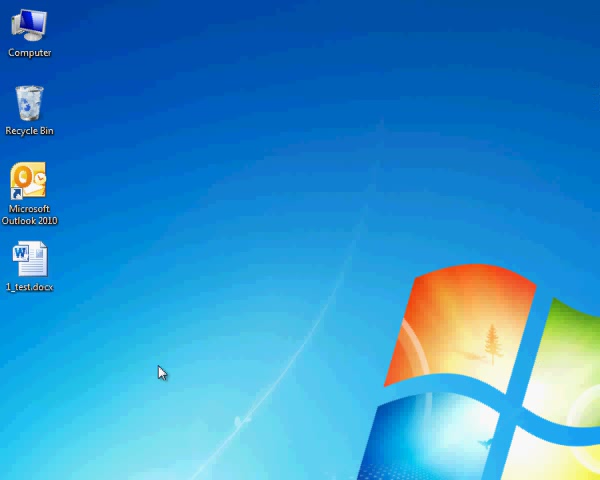 Computer
Recycle Bin
Microsoft
Outlook 2010
1_test.docx